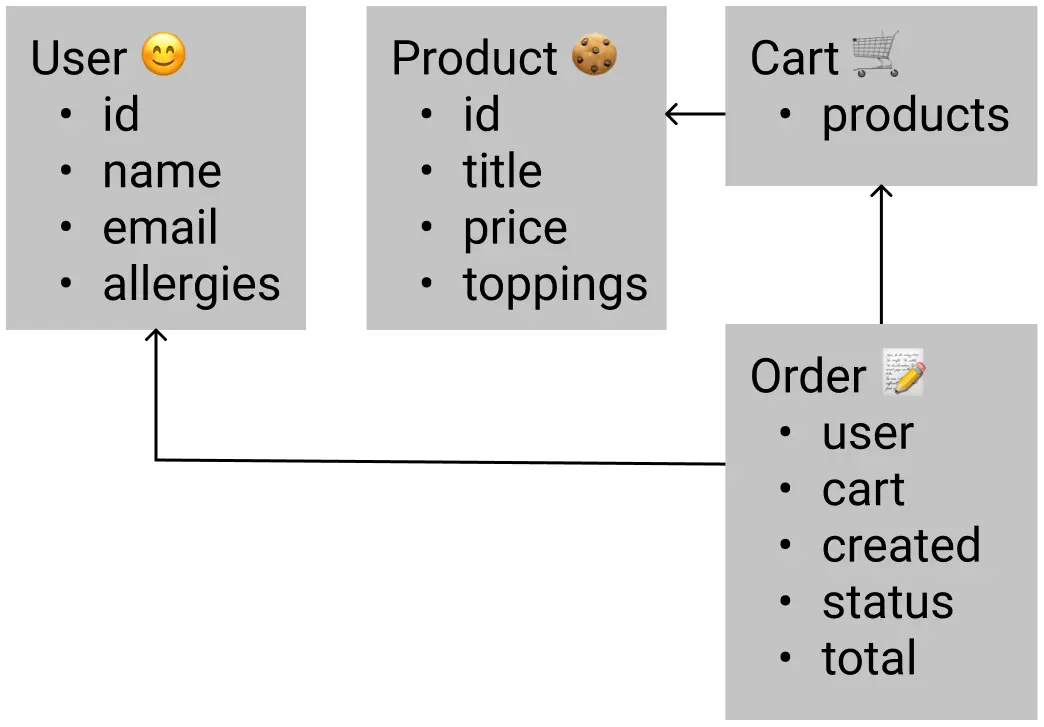 User 😊
• id
• name
• email
• allergies
Product 🍪
• id
• title
• price
• toppings
Cart 🛒
• products
Order 📝
• user
• cart
• created
• status
• total